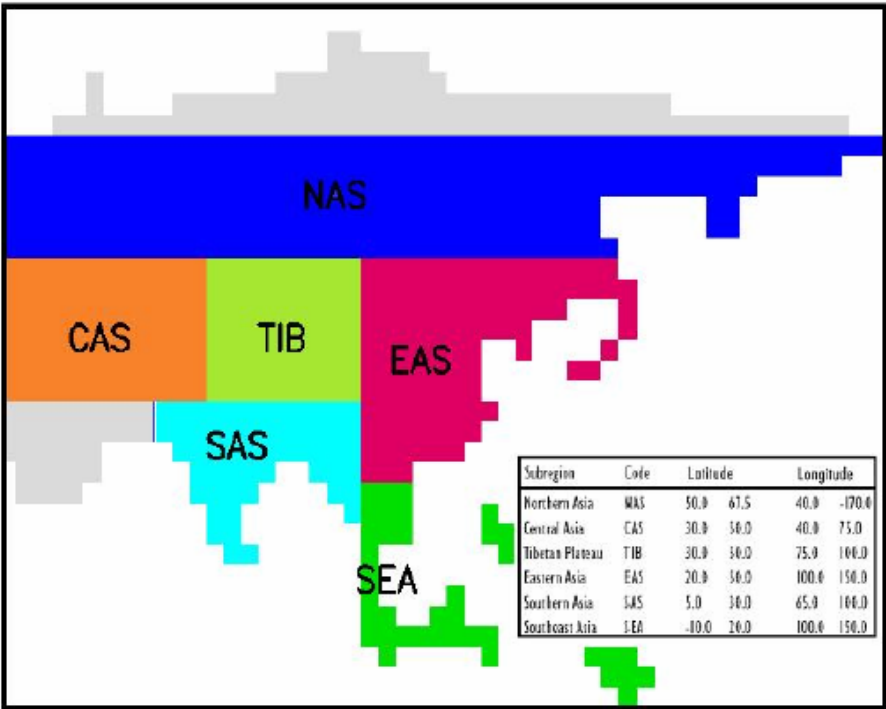 NAS
CAS
TIB
EAS
SAS
SEA
Subregion Code Latitude Longitude
Northern Asia NAS 50.0 67.5 40.0 -170.0
Central Asia CAS 30.0 50.0 40.0 75.0
Tibetan Plateau TIB 30.0 50.0 75.0 100.0
Eastern Asia EAS 20.0 50.0 100.0 150.0
Southern Asia SAS 5.0 30.0 65.0 100.0
Southeast Asia SEA -10.0 20.0 100.0 150.0